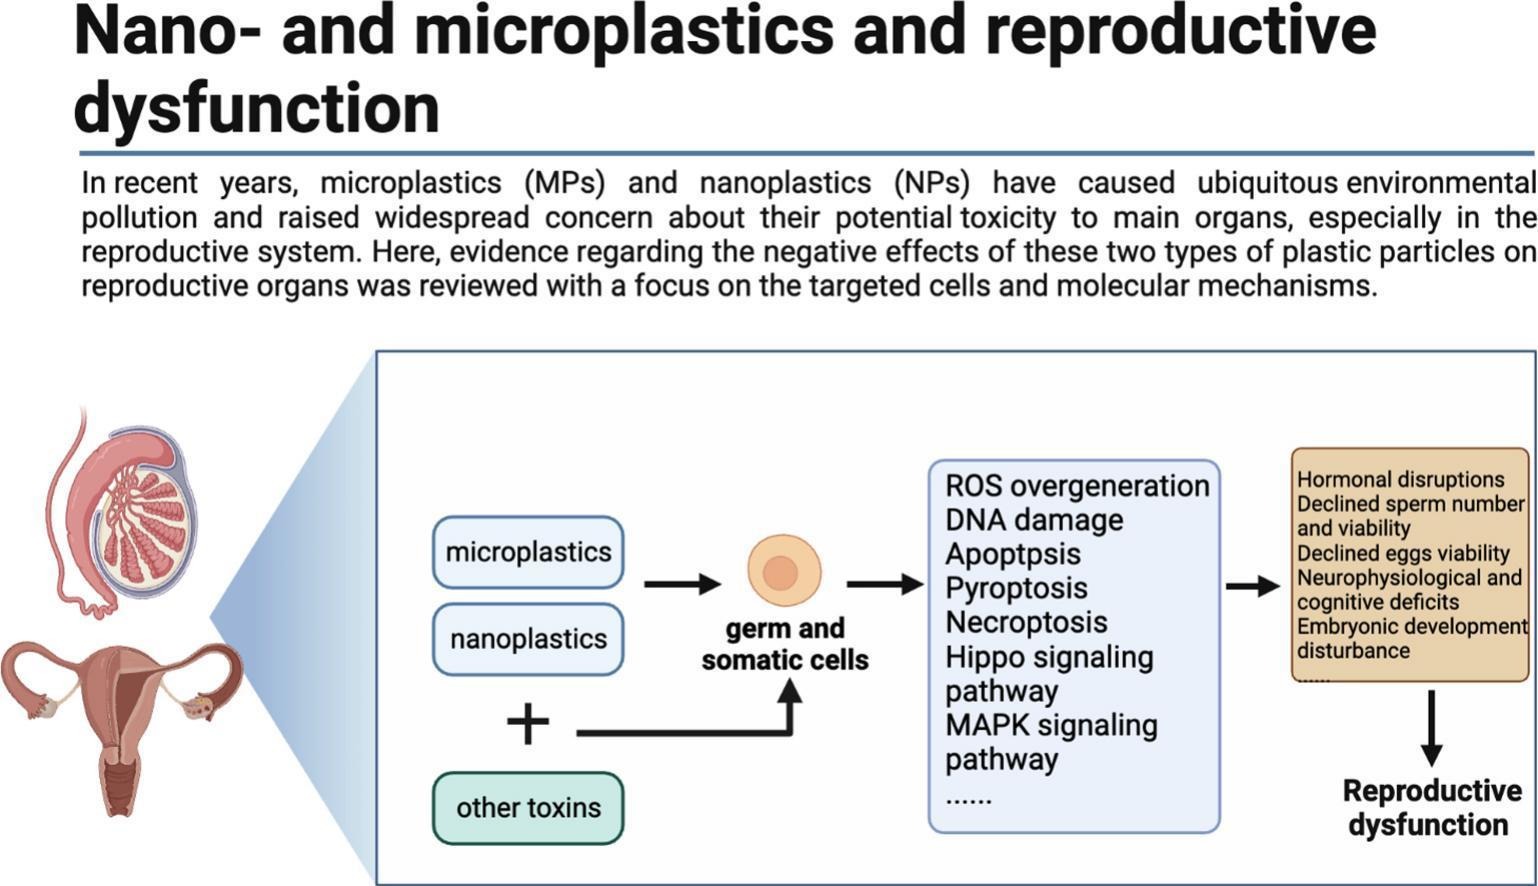 Nano- and microplastics and reproductive
dysfunction
In recent years, microplastics (MPs) and nanoplastics (NPs) have caused ubiquitous environmental
pollution and raised widespread concern about their potential toxicity to main organs, especially in the
reproductive system. Here, evidence regarding the negative effects of these two types of plastic particles on
reproductive organs was reviewed with a focus on the targeted cells and molecular mechanisms.
microplastics
nanoplastics
+
other toxins
germ and
somatic cells
ROS overgeneration
DNA damage
Apoptpsis
Pyroptosis
Necroptosis
Hippo signaling
pathway
MAPK signaling
pathway
......
Hormonal disruptions
Declined sperm number
and viability
Declined eggs viability
Neurophysiological and
cognitive deficits
Embryonic development
disturbance
......
Reproductive
dysfunction